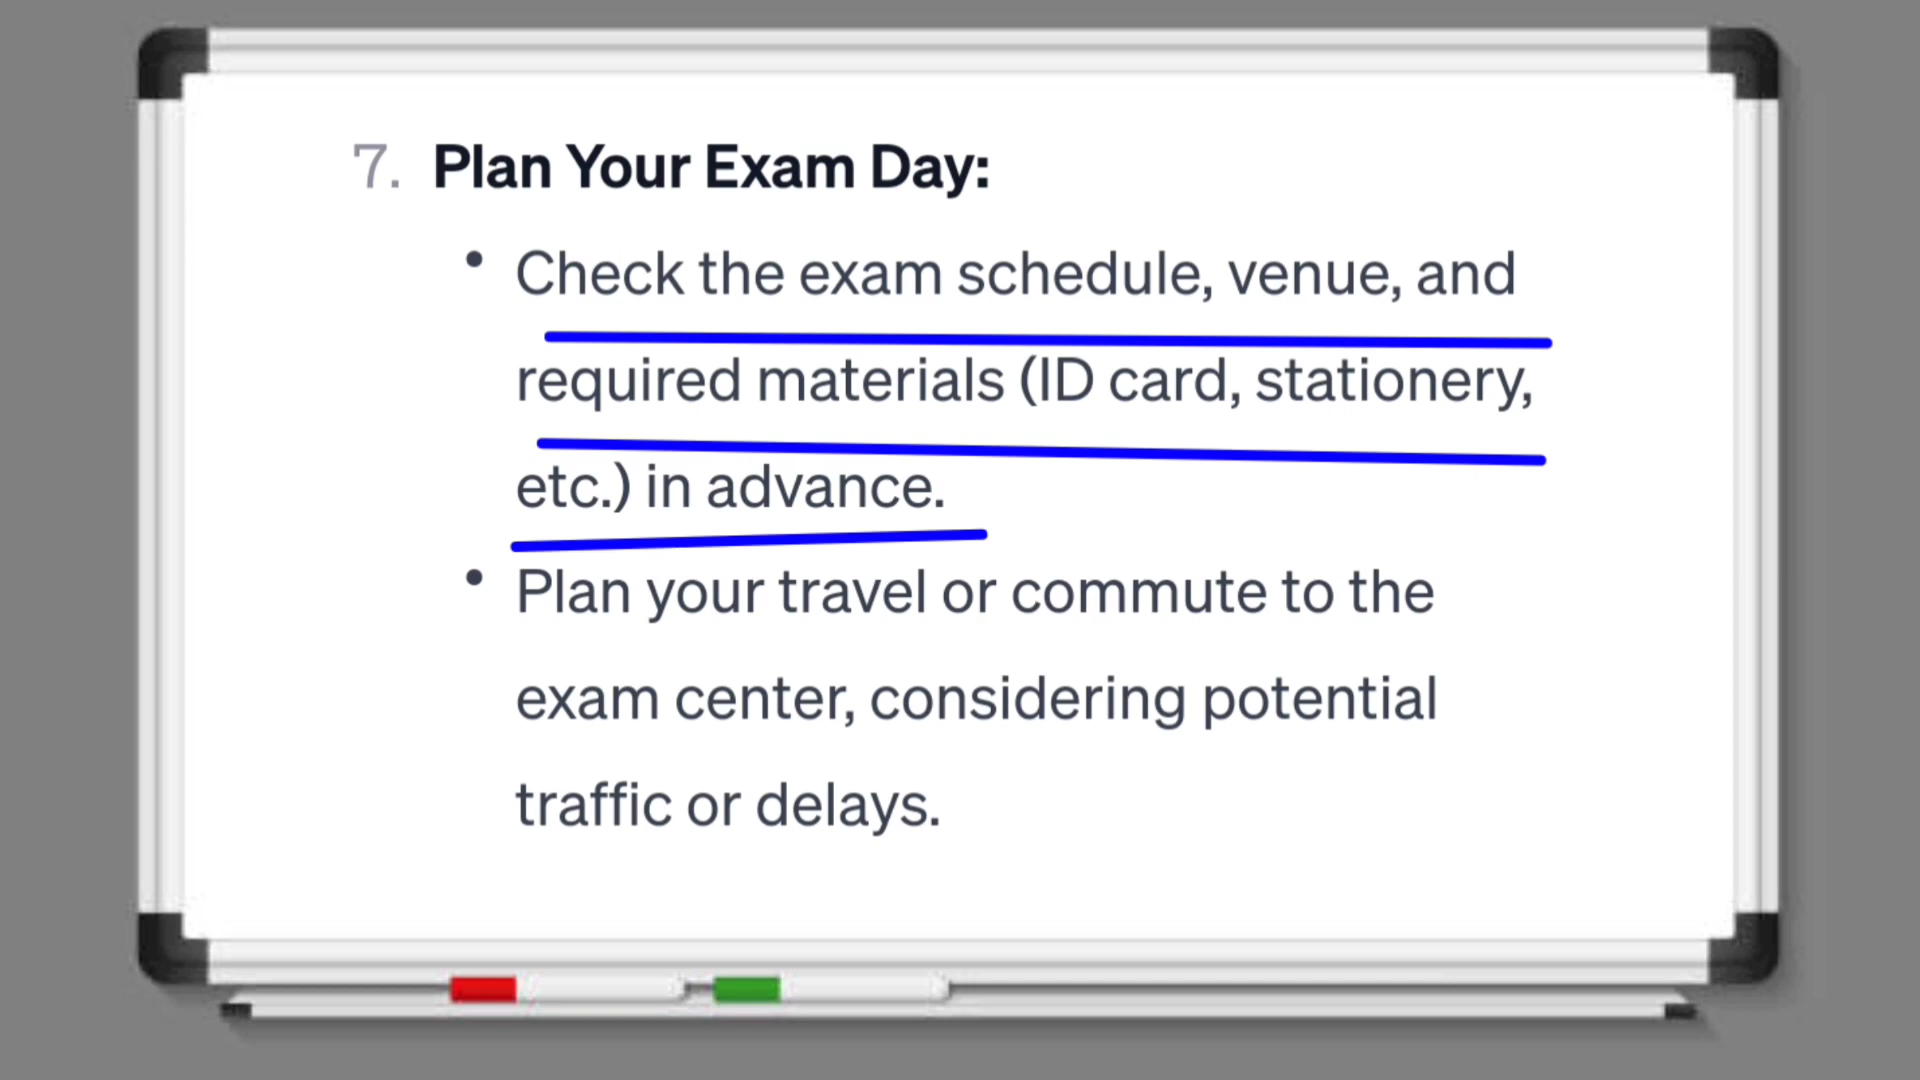 7. Plan Your Exam Day:
• Check the exam schedule, venue, and
required materials (ID card, stationery,
etc.) in advance.
• Plan your travel or commute to the
exam center, considering potential
traffic or delays.